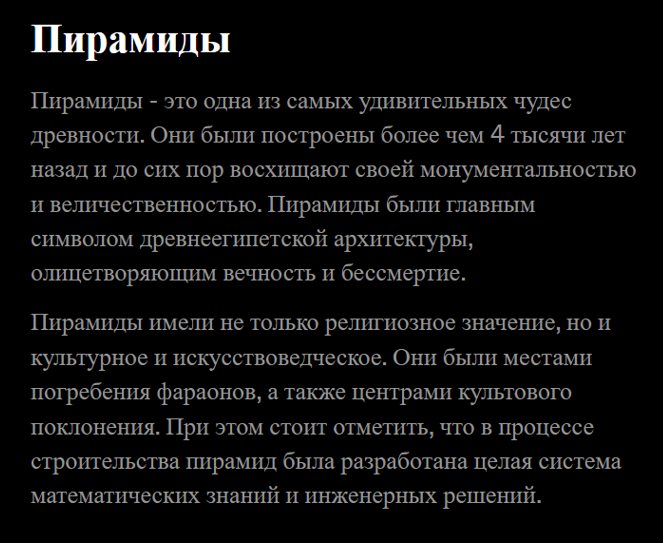 Пирамиды
Пирамиды - это одна из самых удивительных чудес
древности. Они были построены более чем 4 тысячи лет
назад и до сих пор восхищают своей монументальностью
и величественностью. Пирамиды были главным
символом древнеегипетской архитектуры,
олицетворяющим вечность и бессмертие.
Пирамиды имели не только религиозное значение, но и
культурное и искусствоведческое. Они были местами
погребения фараонов, а также центрами культового
поклонения. При этом стоит отметить, что в процессе
строительства пирамид была разработана целая система
математических знаний и инженерных решений.